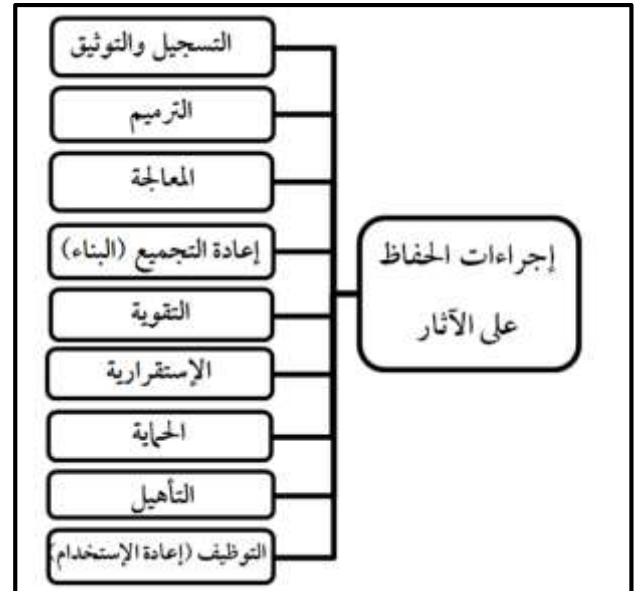 إجراءات الحفاظ
على الآثار
التسجيل والتوثيق
الترميم
المعالجة
إعادة التجميع (البناء)
التقوية
الإستقرارية
الحماية
التأهيل
التوظيف (إعادة الإستخدام)